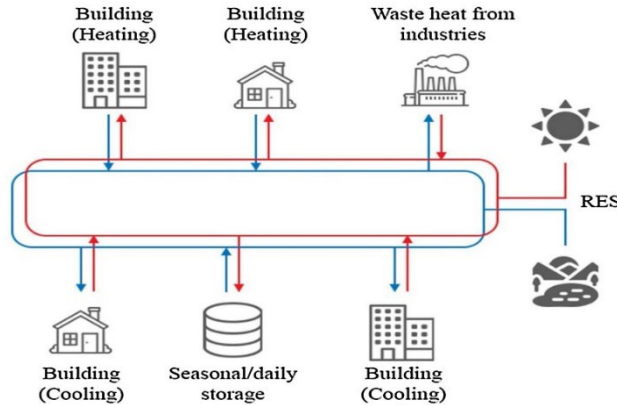 Building
(Heating)
Building
(Heating)
Waste heat from
industries
RES
Building
(Cooling)
Seasonal/daily
storage
Building
(Cooling)